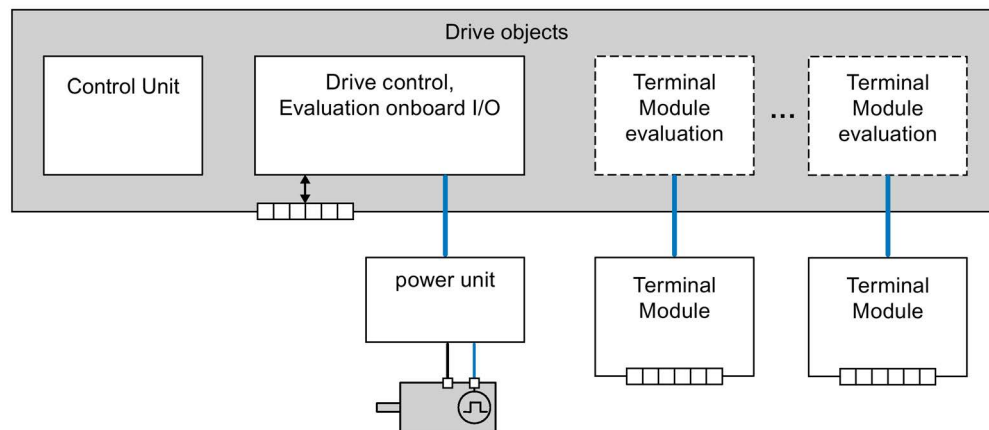 Drive objects
Control Unit
Drive control,
Evaluation onboard I/O
Terminal
Module
evaluation
...
Terminal
Module
evaluation
power unit
Terminal
Module
Terminal
Module